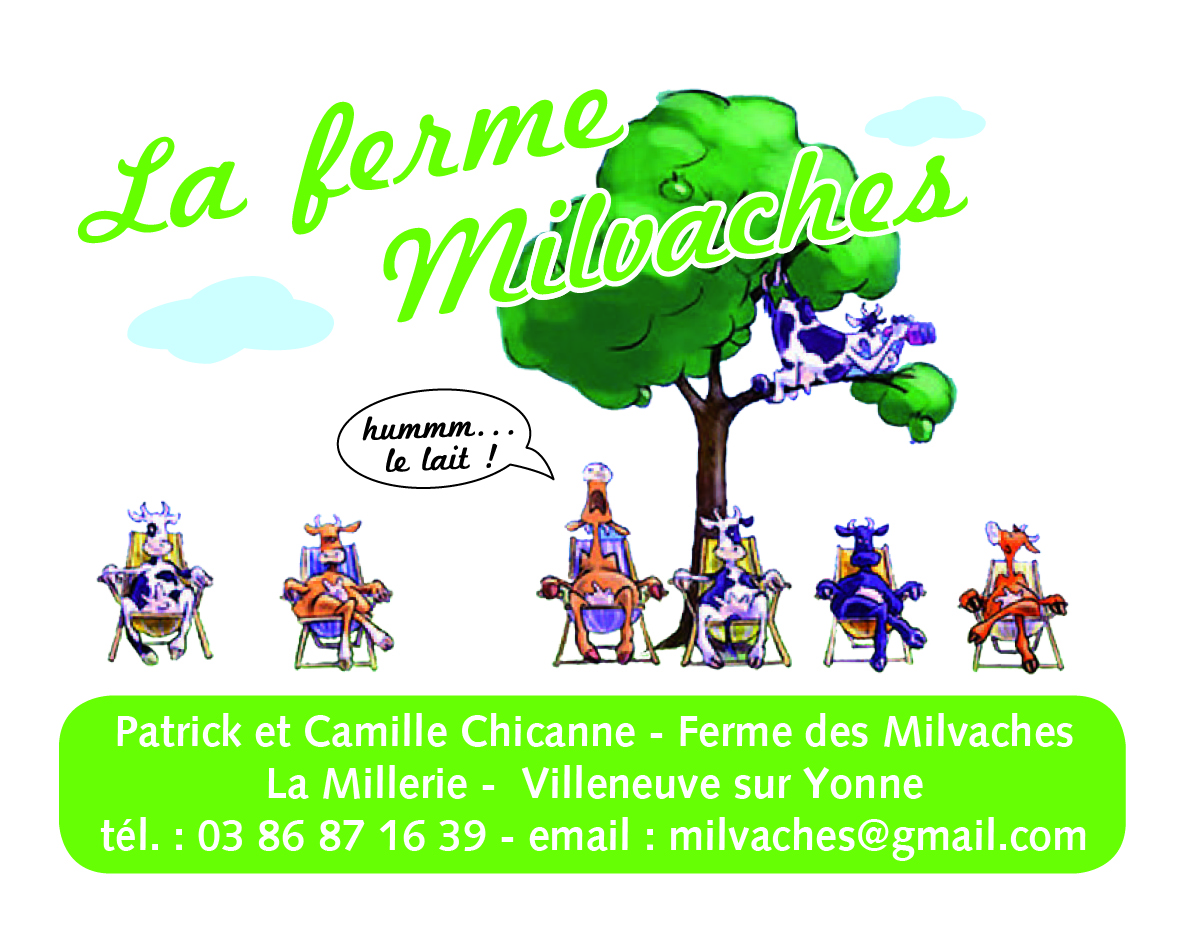 La ferme
Milvaches
hummm...
le lait !
Patrick et Camille Chicanne - Ferme des Milvaches
La Millerie - Villeneuve sur Yonne
tél. : 03 86 87 16 39 - email : milvaches@gmail.com